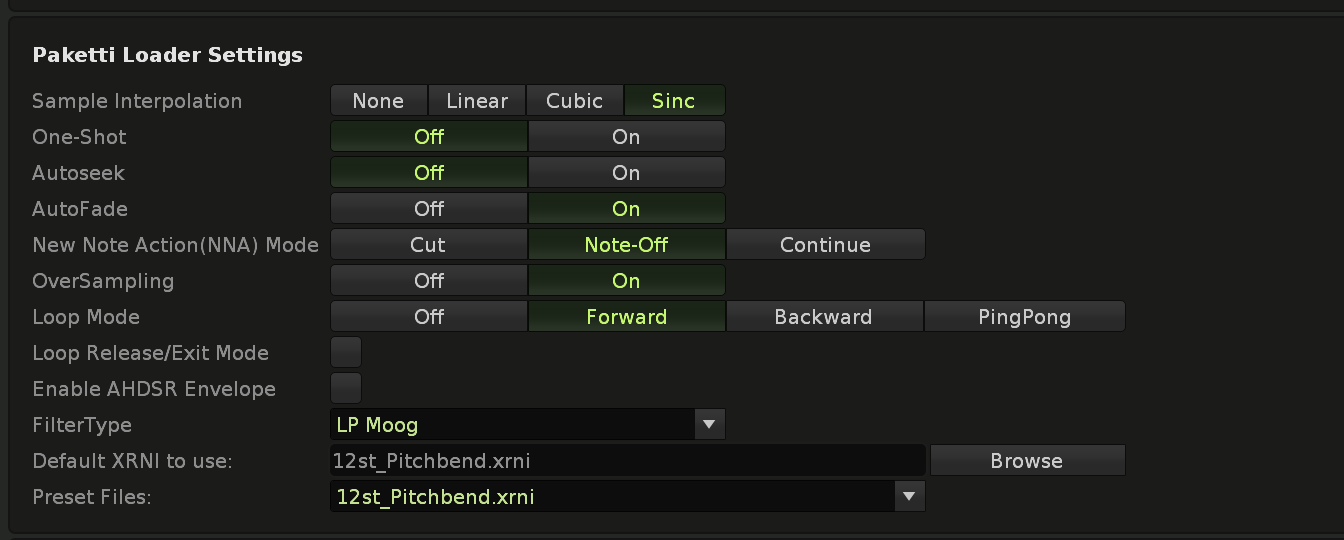 Paketti Loader Settings
Sample Interpolation None Linear Cubic Sinc
One-Shot Off On
Autoseek Off On
AutoFade Off On
New Note Action(NNA) Mode Cut Note-Off Continue
OverSampling Off On
Loop Mode Off Forward Backward PingPong
Loop Release/Exit Mode
Enable AHDSR Envelope
FilterType LP Moog
Default XRNI to use: 12st_Pitchbend.xrni Browse
Preset Files: 12st_Pitchbend.xrni